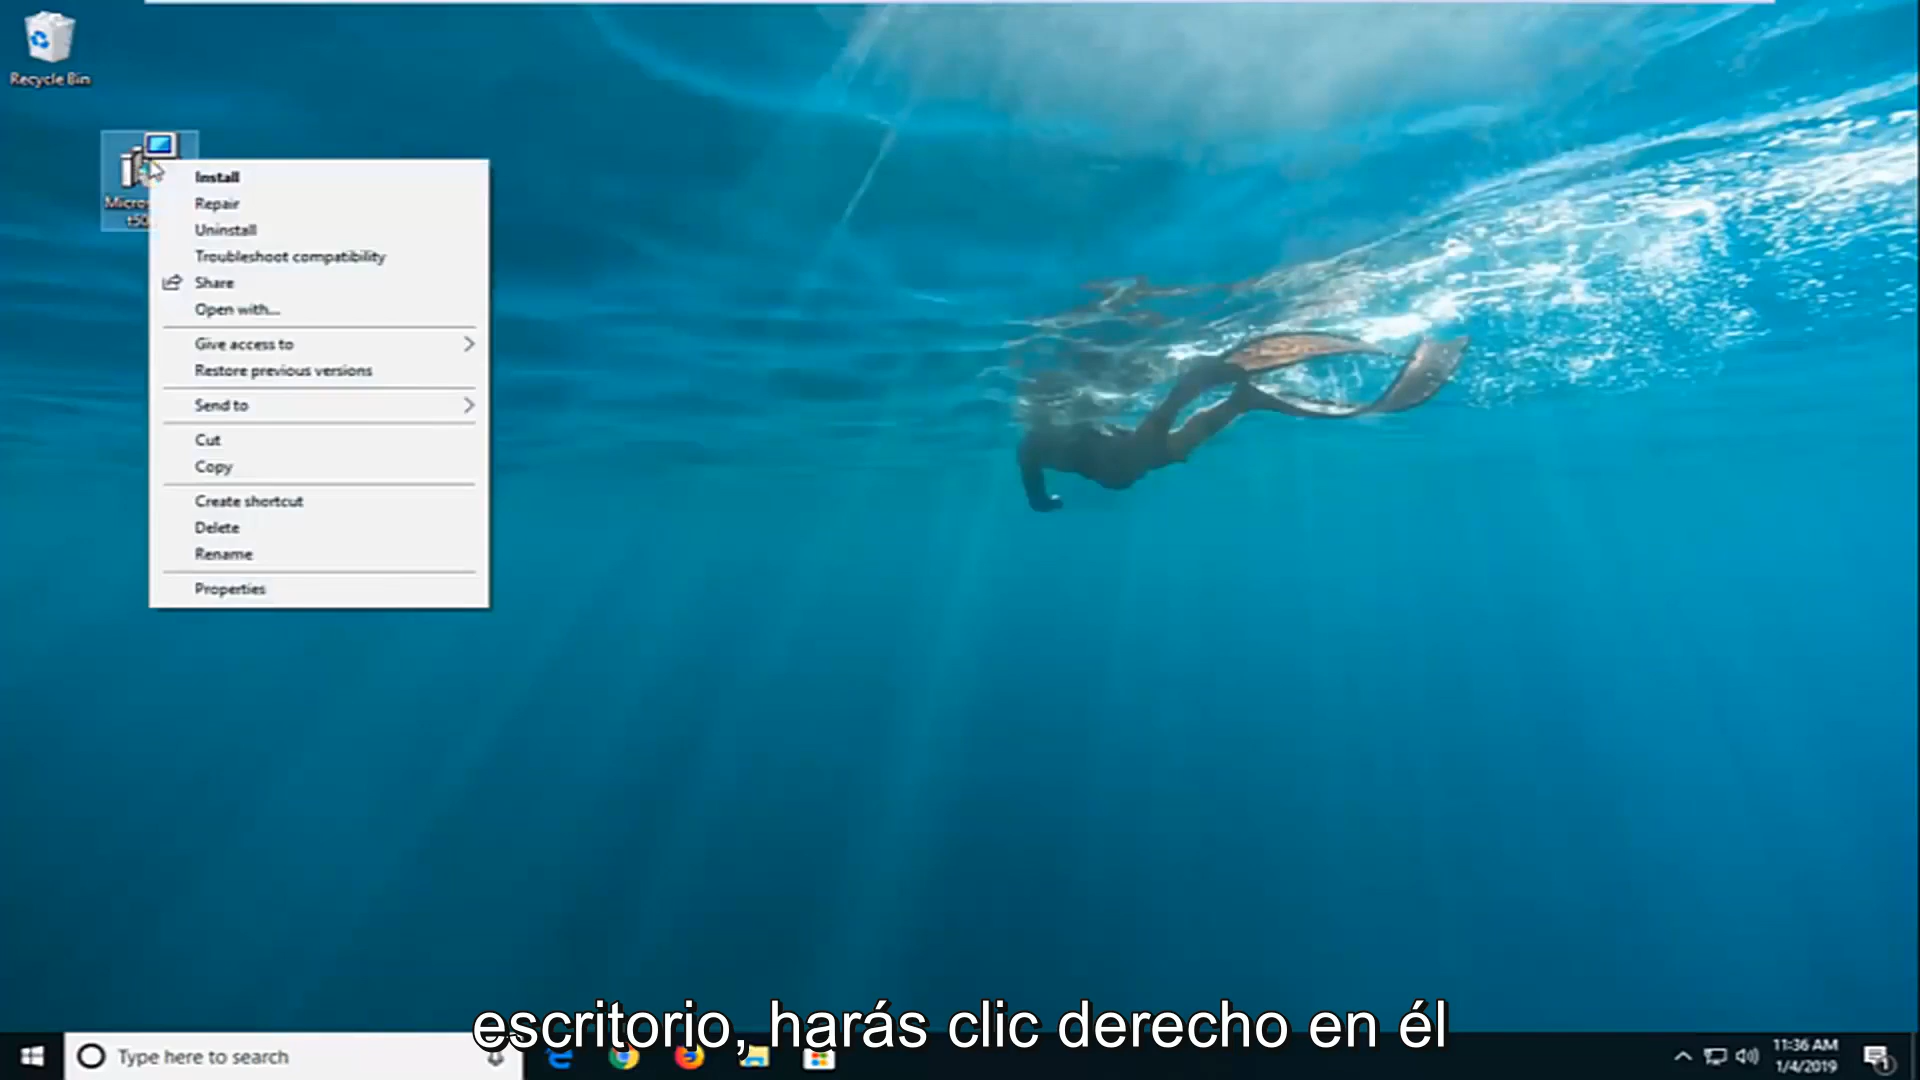 Recycle Bin
Install
Repair
Uninstall
Troubleshoot compatibility
Share
Open with...
Give access to
Restore previous versions
Send to
Cut
Copy
Create shortcut
Delete
Rename
Properties
escritorio, harás clic derecho en él
Type here to search
11:36 AM
1/4/2019
1